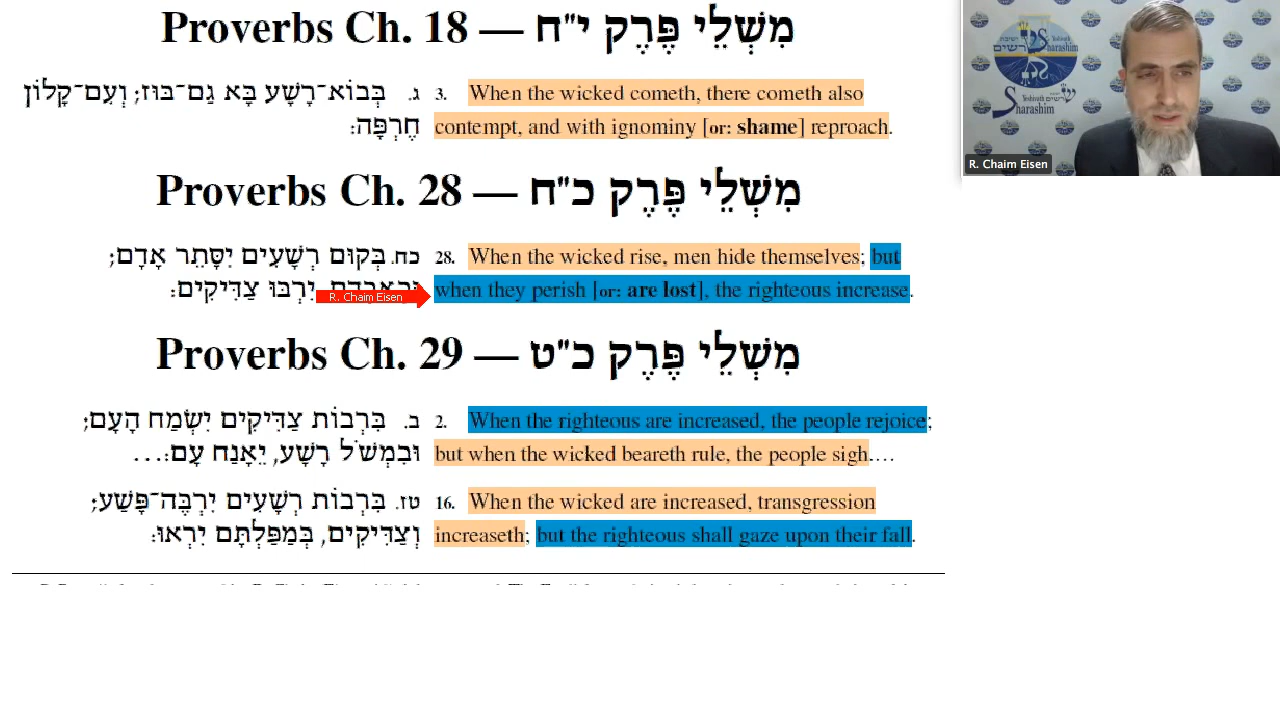 Proverbs Ch. 18 — מִשְׁלֵי פֶּרֶק י״ח
ג. בְּבוֹא־רָשָׁע בָּא גַם־בּוּז; וְעִם־קָלוֹן
חֶרְפָּה:
3. When the wicked cometh, there cometh also
contempt, and with ignominy [or: shame] reproach.
Proverbs Ch. 28 — מִשְׁלֵי פֶּרֶק כ״ח
כח. בְּקוּם רְשָׁעִים יִסָּתֵר אָדָם;
יִרְבּוּ צַדִּיקִים:
28. When the wicked rise, men hide themselves; but
when they perish [or: are lost], the righteous increase.
R. Chaim Eisen
Proverbs Ch. 29 — מִשְׁלֵי פֶּרֶק כ״ט
ב. בִּרְבוֹת צַדִּיקִים יִשְׂמַח הָעָם;
וּבִמְשֹׁל רָשָׁע, יֵאָנַח עָם:...
2. When the righteous are increased, the people rejoice;
but when the wicked beareth rule, the people sigh....
טז. בִּרְבוֹת רְשָׁעִים יִרְבֶּה־פָּשַׁע;
וְצַדִּיקִים, בְּמַפַּלְתָּם יִרְאוּ:
16. When the wicked are increased, transgression
increaseth; but the righteous shall gaze upon their fall.
Yeshivath
Sharashim
Yeshivath
Sharashim
R. Chaim Eisen